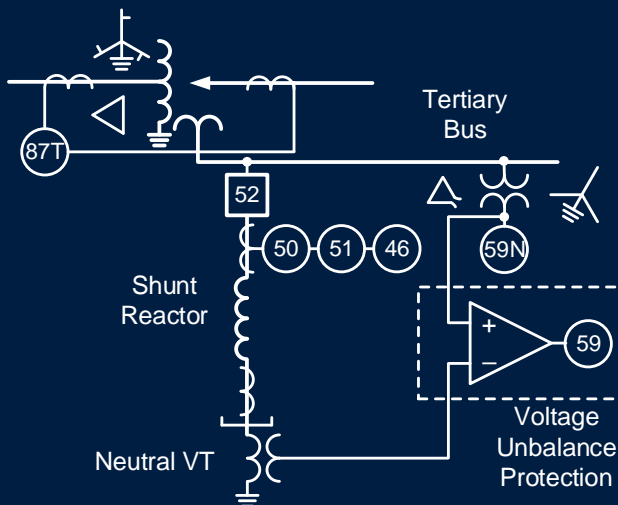 Tertiary
Bus
87T
52
50
51
46
59N
Shunt
Reactor
+
59
–
Neutral VT
Voltage
Unbalance
Protection